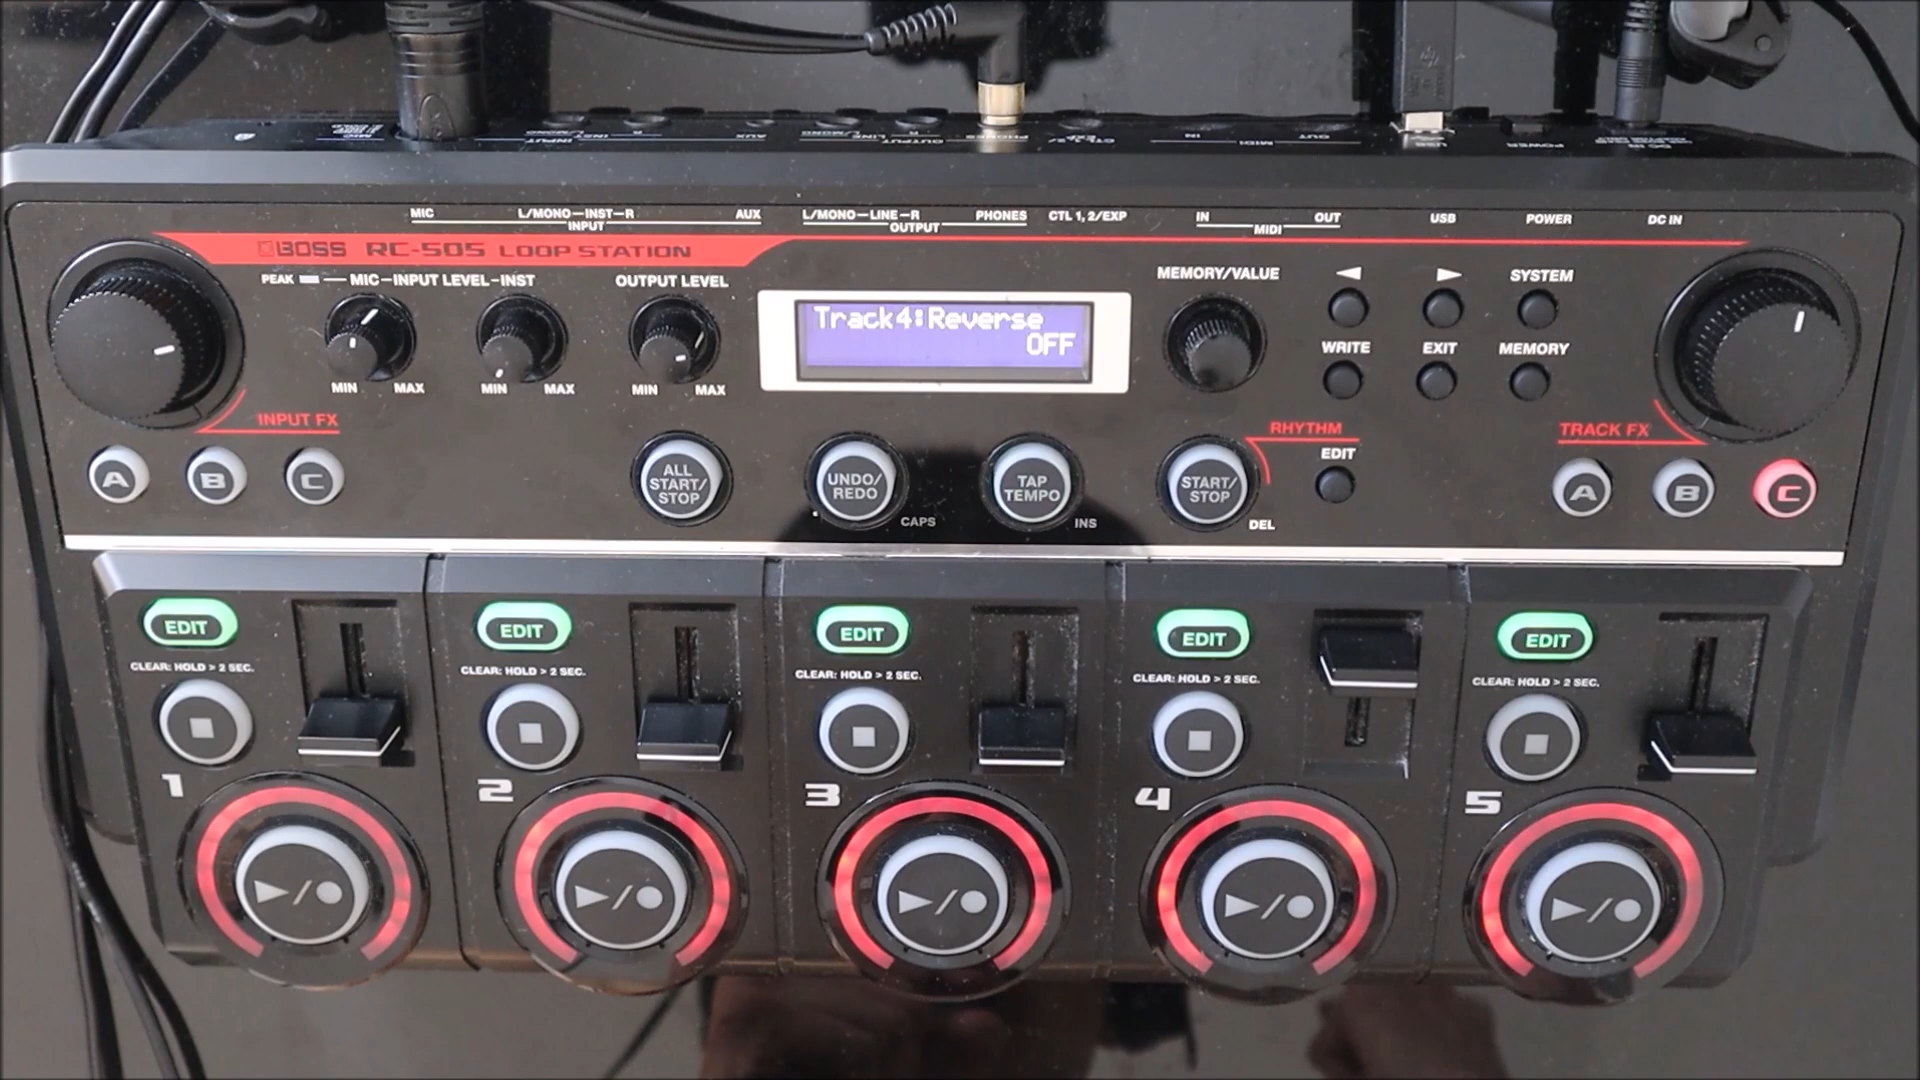 MIC L/MONO—INST—R AUX L/MONO—LINE—R PHONES CTL 1, 2/EXP IN OUT USB POWER DC IN
INPUT OUTPUT MIDI
BOSS RC-505 LOOP STATION
PEAK MIC—INPUT LEVEL—INST OUTPUT LEVEL MEMORY/VALUE ◀ ▶ SYSTEM
Track4:Reverse
OFF
WRITE EXIT MEMORY
MIN MAX MIN MAX MIN MAX
INPUT FX RHYTHM TRACK FX
EDIT
A B C ALL START/STOP UNDO/REDO TAP TEMPO START/STOP A B C
CAPS INS DEL
EDIT EDIT EDIT EDIT EDIT
CLEAR: HOLD > 2 SEC. CLEAR: HOLD > 2 SEC. CLEAR: HOLD > 2 SEC. CLEAR: HOLD > 2 SEC. CLEAR: HOLD > 2 SEC.
1 2 3 4 5